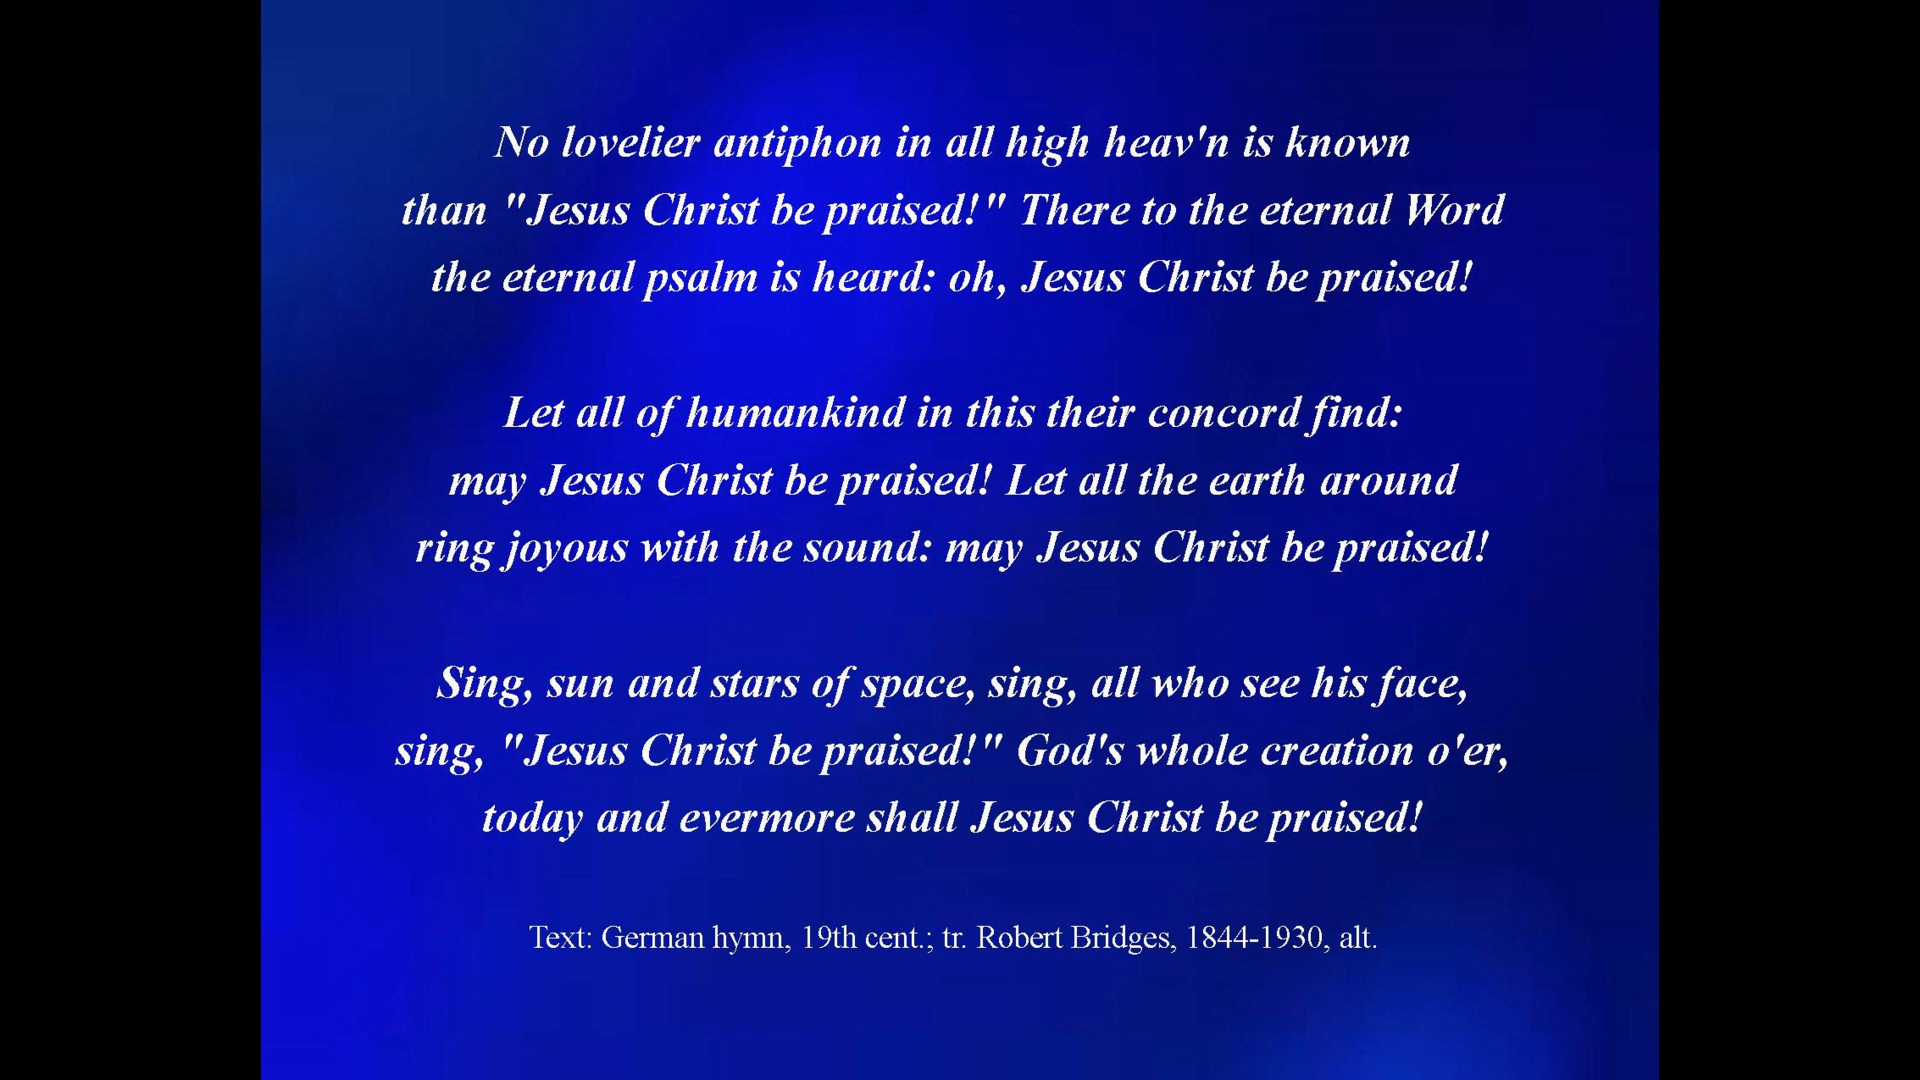 No lovelier antiphon in all high heav'n is known
than "Jesus Christ be praised!" There to the eternal Word
the eternal psalm is heard: oh, Jesus Christ be praised!
Let all of humankind in this their concord find:
may Jesus Christ be praised! Let all the earth around
ring joyous with the sound: may Jesus Christ be praised!
Sing, sun and stars of space, sing, all who see his face,
sing, "Jesus Christ be praised!" God's whole creation o'er,
today and evermore shall Jesus Christ be praised!
Text: German hymn, 19th cent.; tr. Robert Bridges, 1844-1930, alt.